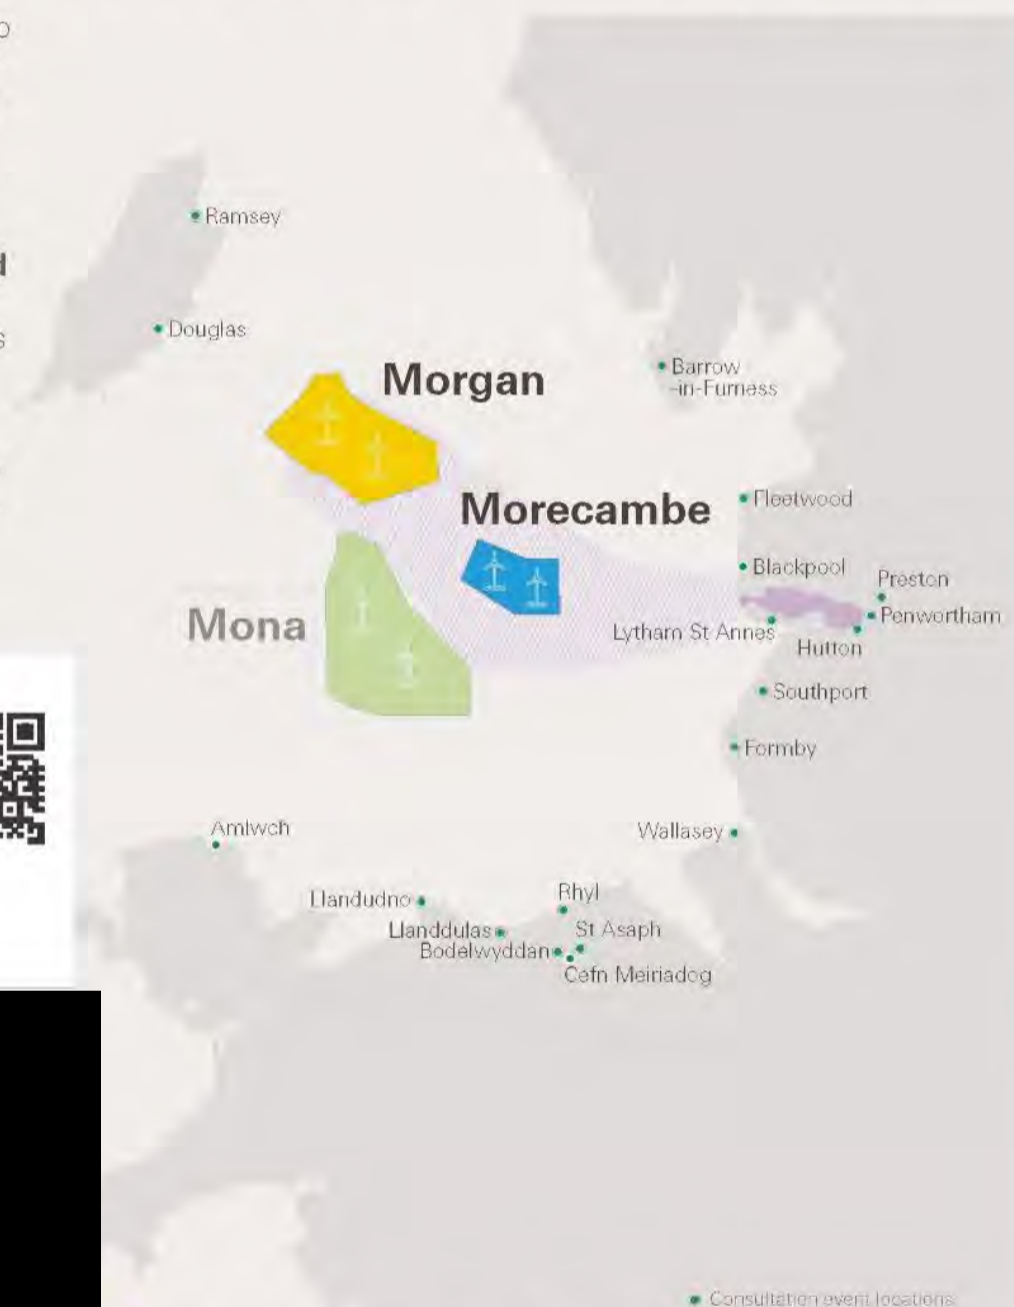 Ramsey
Douglas
Morgan
Barrow
-in-Furness
Morecambe
Fleetwood
Blackpool
Preston
Penwortham
Mona
Lytham St Annes
Hutton
Southport
Formby
Amlwch
Wallasey
Llandudno
Rhyl
Llanddulas
St Asaph
Bodelwyddan
Cefn Meiriadog
Consultation event locations